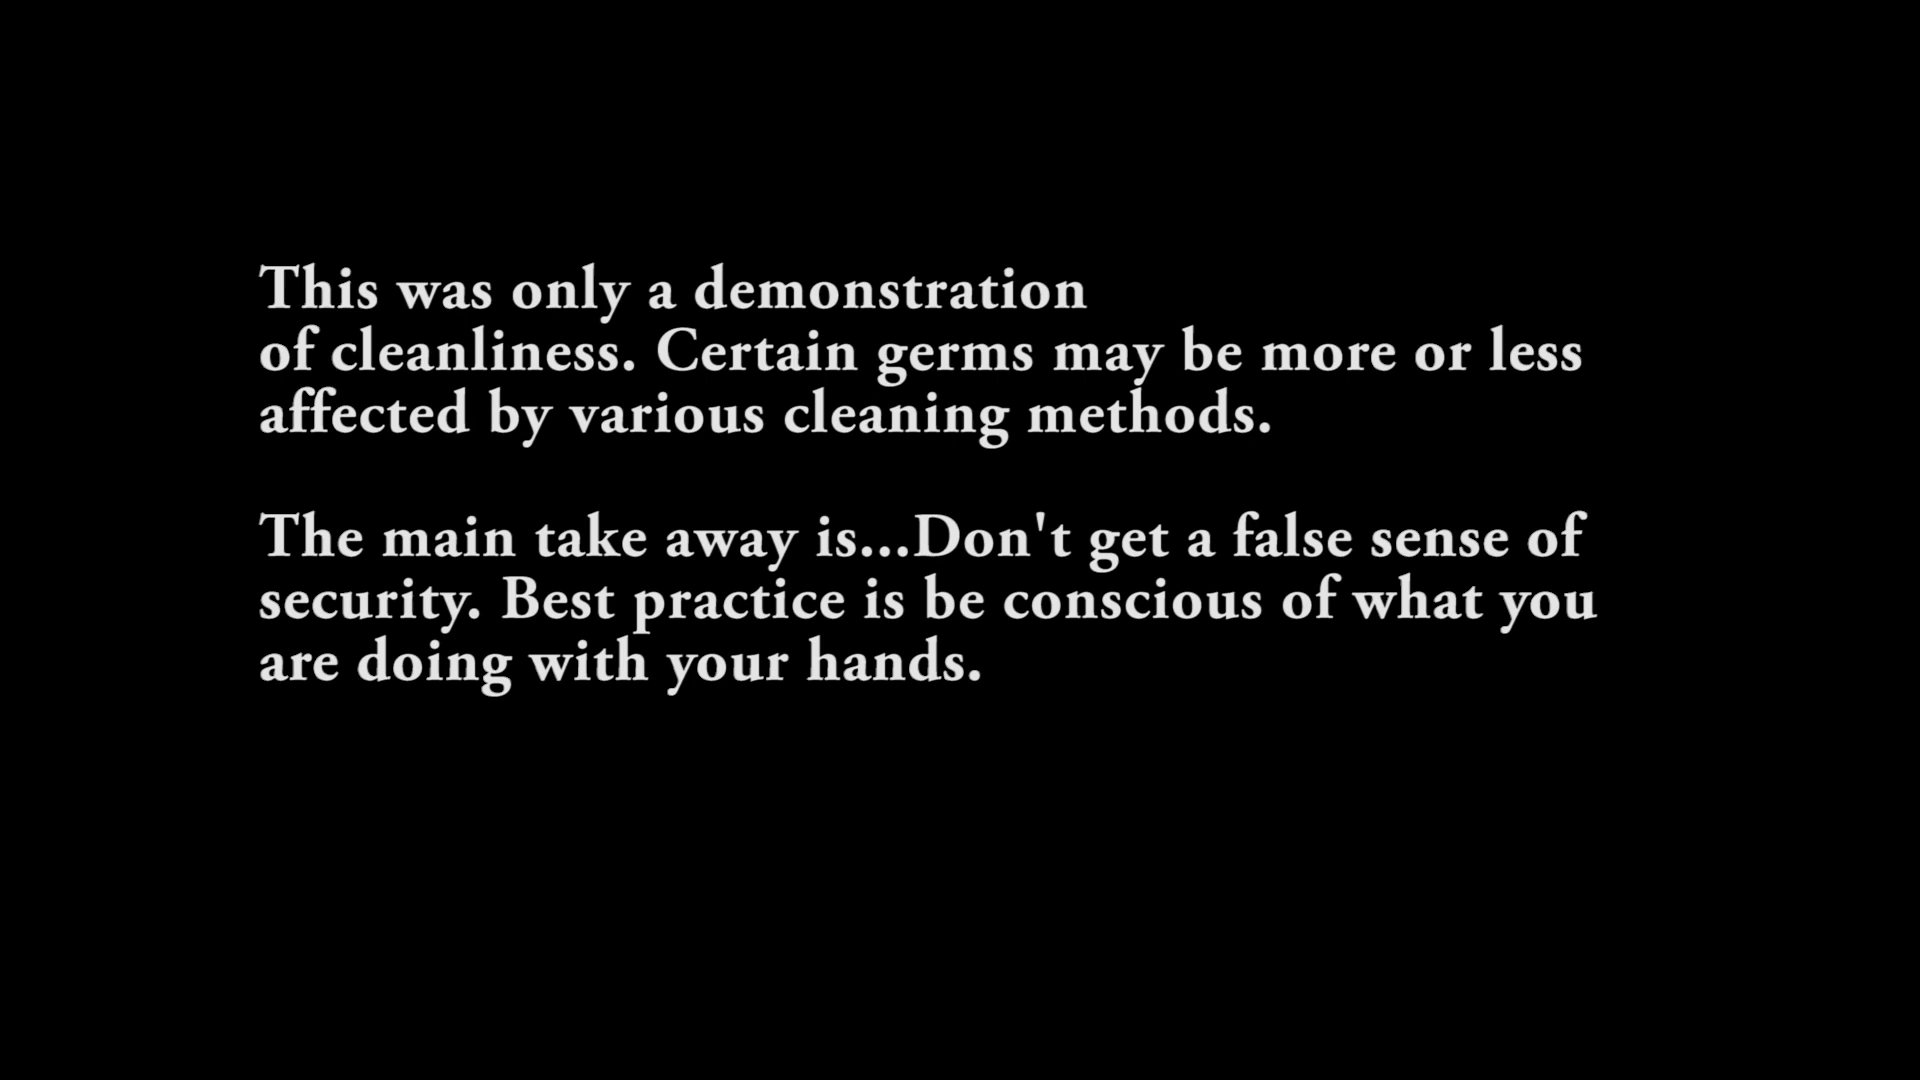 This was only a demonstration
of cleanliness. Certain germs may be more or less
affected by various cleaning methods.
The main take away is...Don't get a false sense of
security. Best practice is be conscious of what you
are doing with your hands.